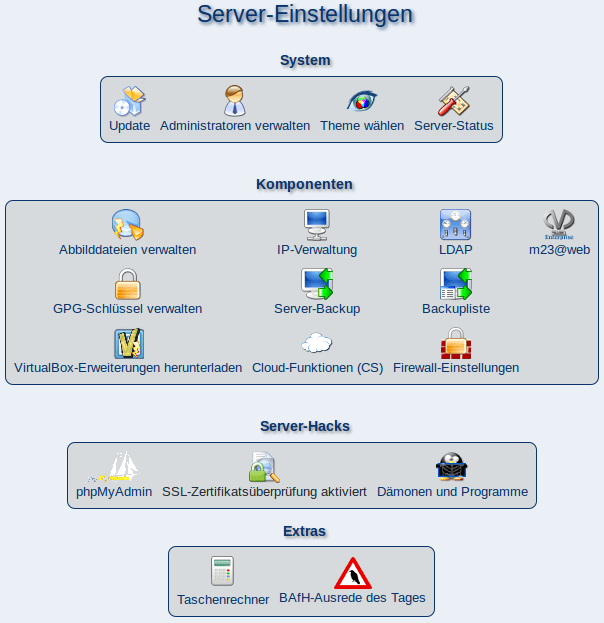 Server-Einstellungen
System
Update Administratoren verwalten Theme wählen Server-Status
Komponenten
Abbilddateien verwalten IP-Verwaltung LDAP m23@web
GPG-Schlüssel verwalten Server-Backup Backupliste
VirtualBox-Erweiterungen herunterladen Cloud-Funktionen (CS) Firewall-Einstellungen
Server-Hacks
phpMyAdmin SSL-Zertifikatsüberprüfung aktiviert Dämonen und Programme
Extras
Taschenrechner BAfH-Ausrede des Tages